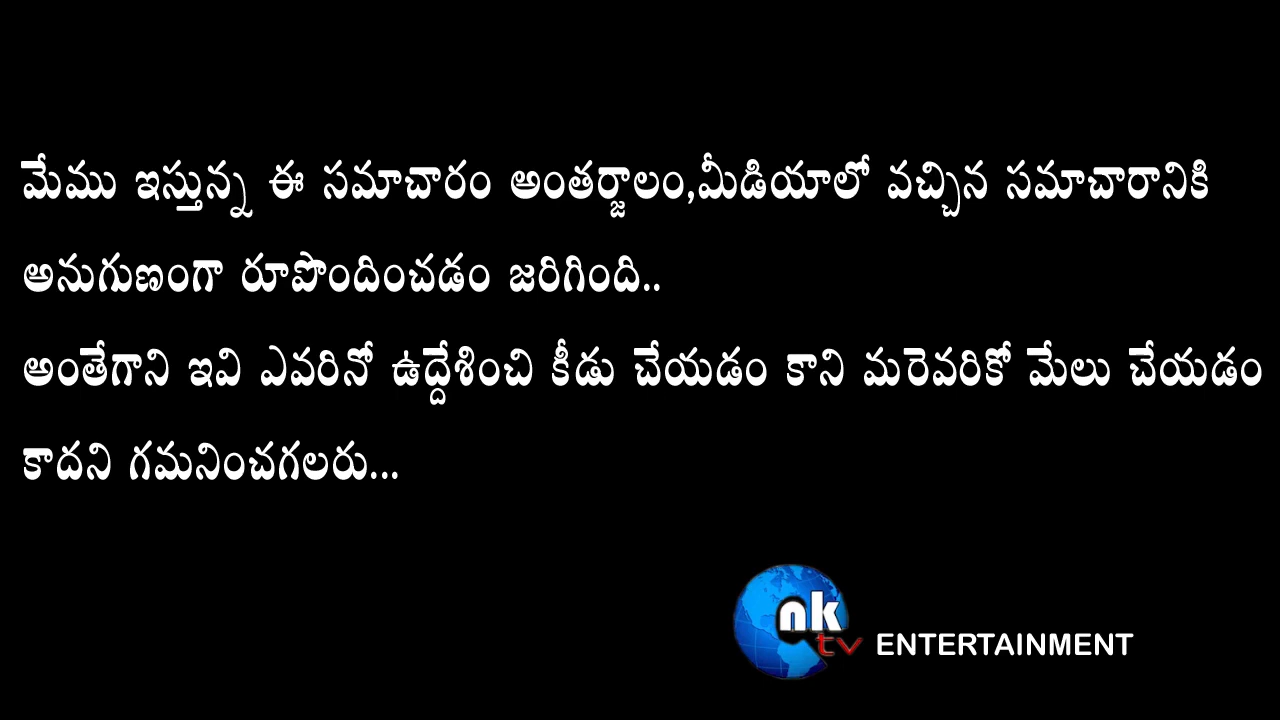 మేము ఇస్తున్న ఈ సమాచారం అంతర్జాలం,మీడియాలో వచ్చిన సమాచారానికి
అనుగుణంగా రూపొందించడం జరిగింది..
అంతేగాని ఇవి ఎవరినో ఉద్దేశించి కీడు చేయడం కాని మరెవరికో మేలు చేయడం
కాదని గమనించగలరు...
nk
tv ENTERTAINMENT